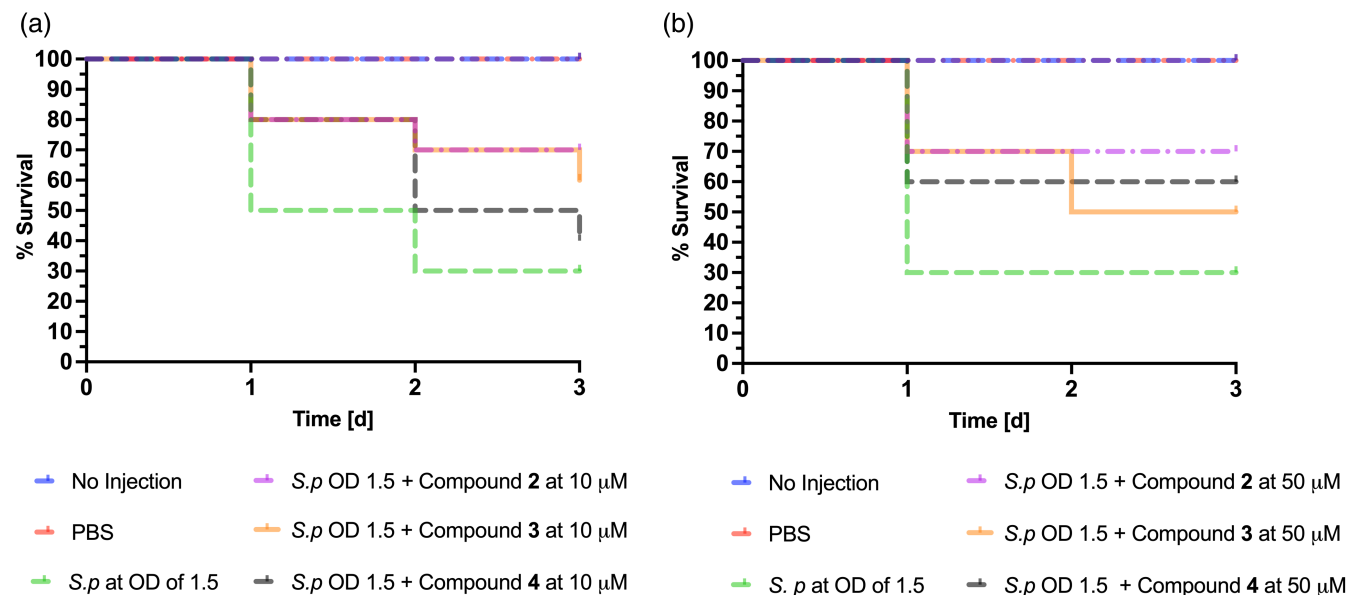 (a)
% Survival
100
90
80
70
60
50
40
30
20
10
0
0 1 2 3
Time [d]
No Injection
PBS
S.p at OD of 1.5
S.p OD 1.5 + Compound 2 at 10 μM
S.p OD 1.5 + Compound 3 at 10 μM
S.p OD 1.5 + Compound 4 at 10 μM
(b)
% Survival
100
90
80
70
60
50
40
30
20
10
0
0 1 2 3
Time [d]
No Injection
PBS
S. p at OD of 1.5
S.p OD 1.5 + Compound 2 at 50 μM
S.p OD 1.5 + Compound 3 at 50 μM
S.p OD 1.5 + Compound 4 at 50 μM